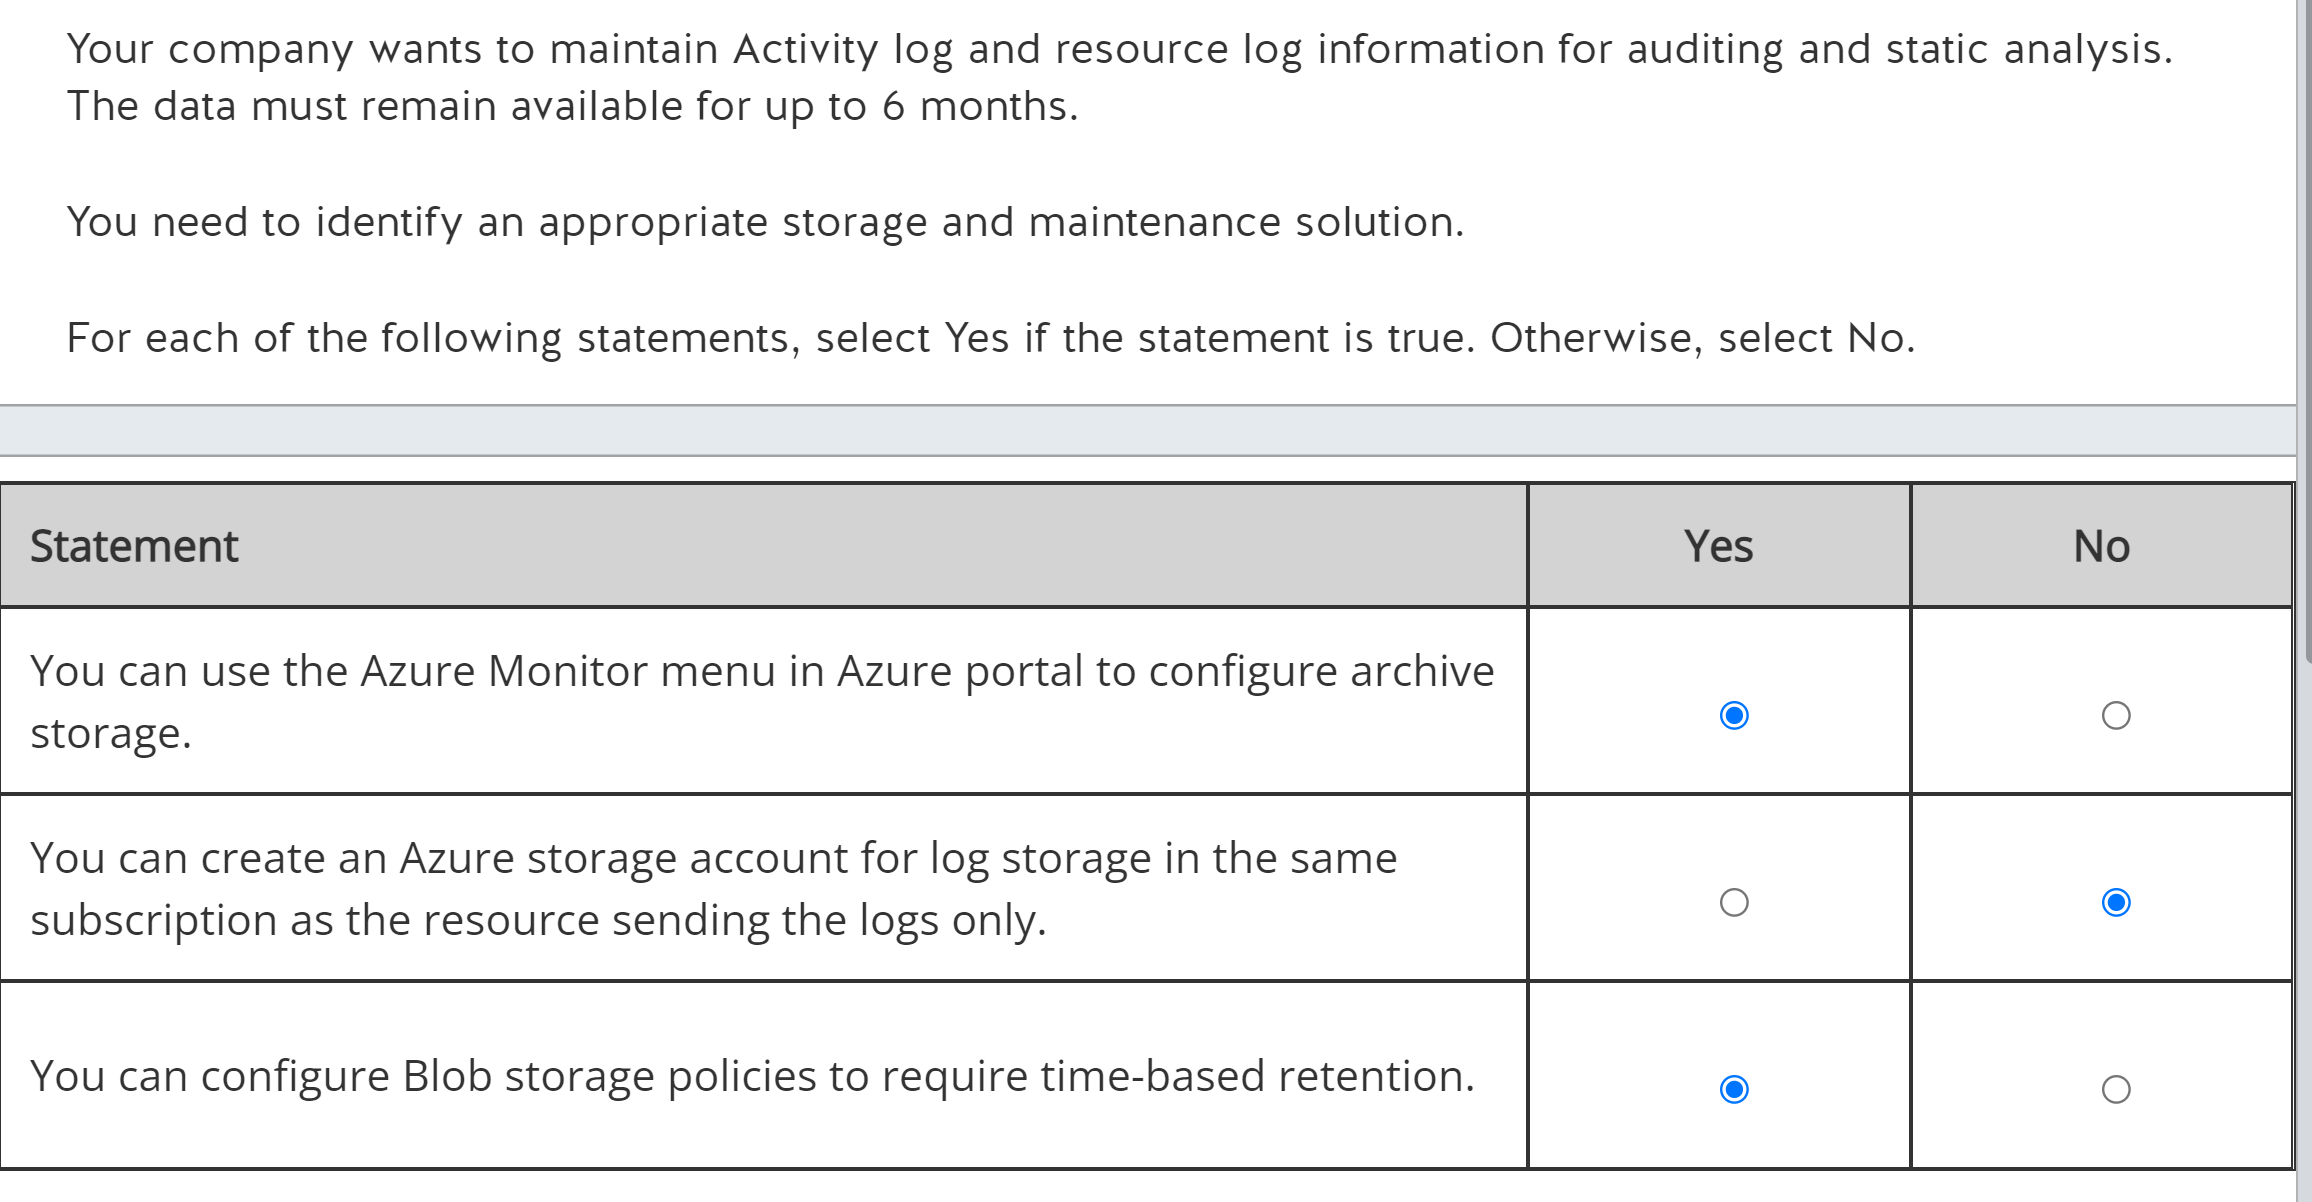 Your company wants to maintain Activity log and resource log information for auditing and static analysis.
The data must remain available for up to 6 months.
You need to identify an appropriate storage and maintenance solution.
For each of the following statements, select Yes if the statement is true. Otherwise, select No.
Statement Yes No
You can use the Azure Monitor menu in Azure portal to configure archive
storage.
You can create an Azure storage account for log storage in the same
subscription as the resource sending the logs only.
You can configure Blob storage policies to require time-based retention.